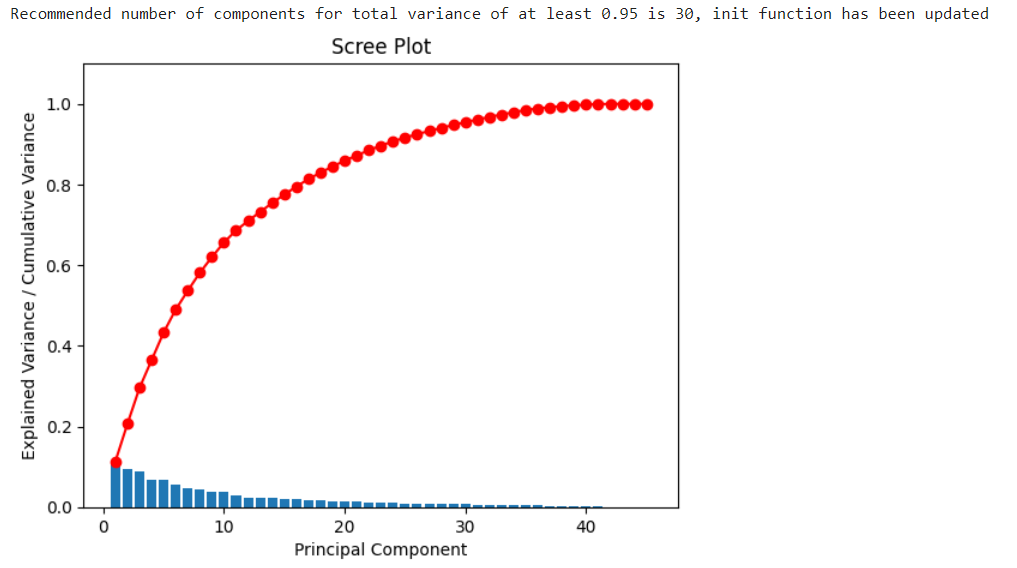 Recommended number of components for total variance of at least 0.95 is 30, init function has been updated
Scree Plot
Explained Variance / Cumulative Variance
1.0
0.8
0.6
0.4
0.2
0.0
0 10 20 30 40
Principal Component